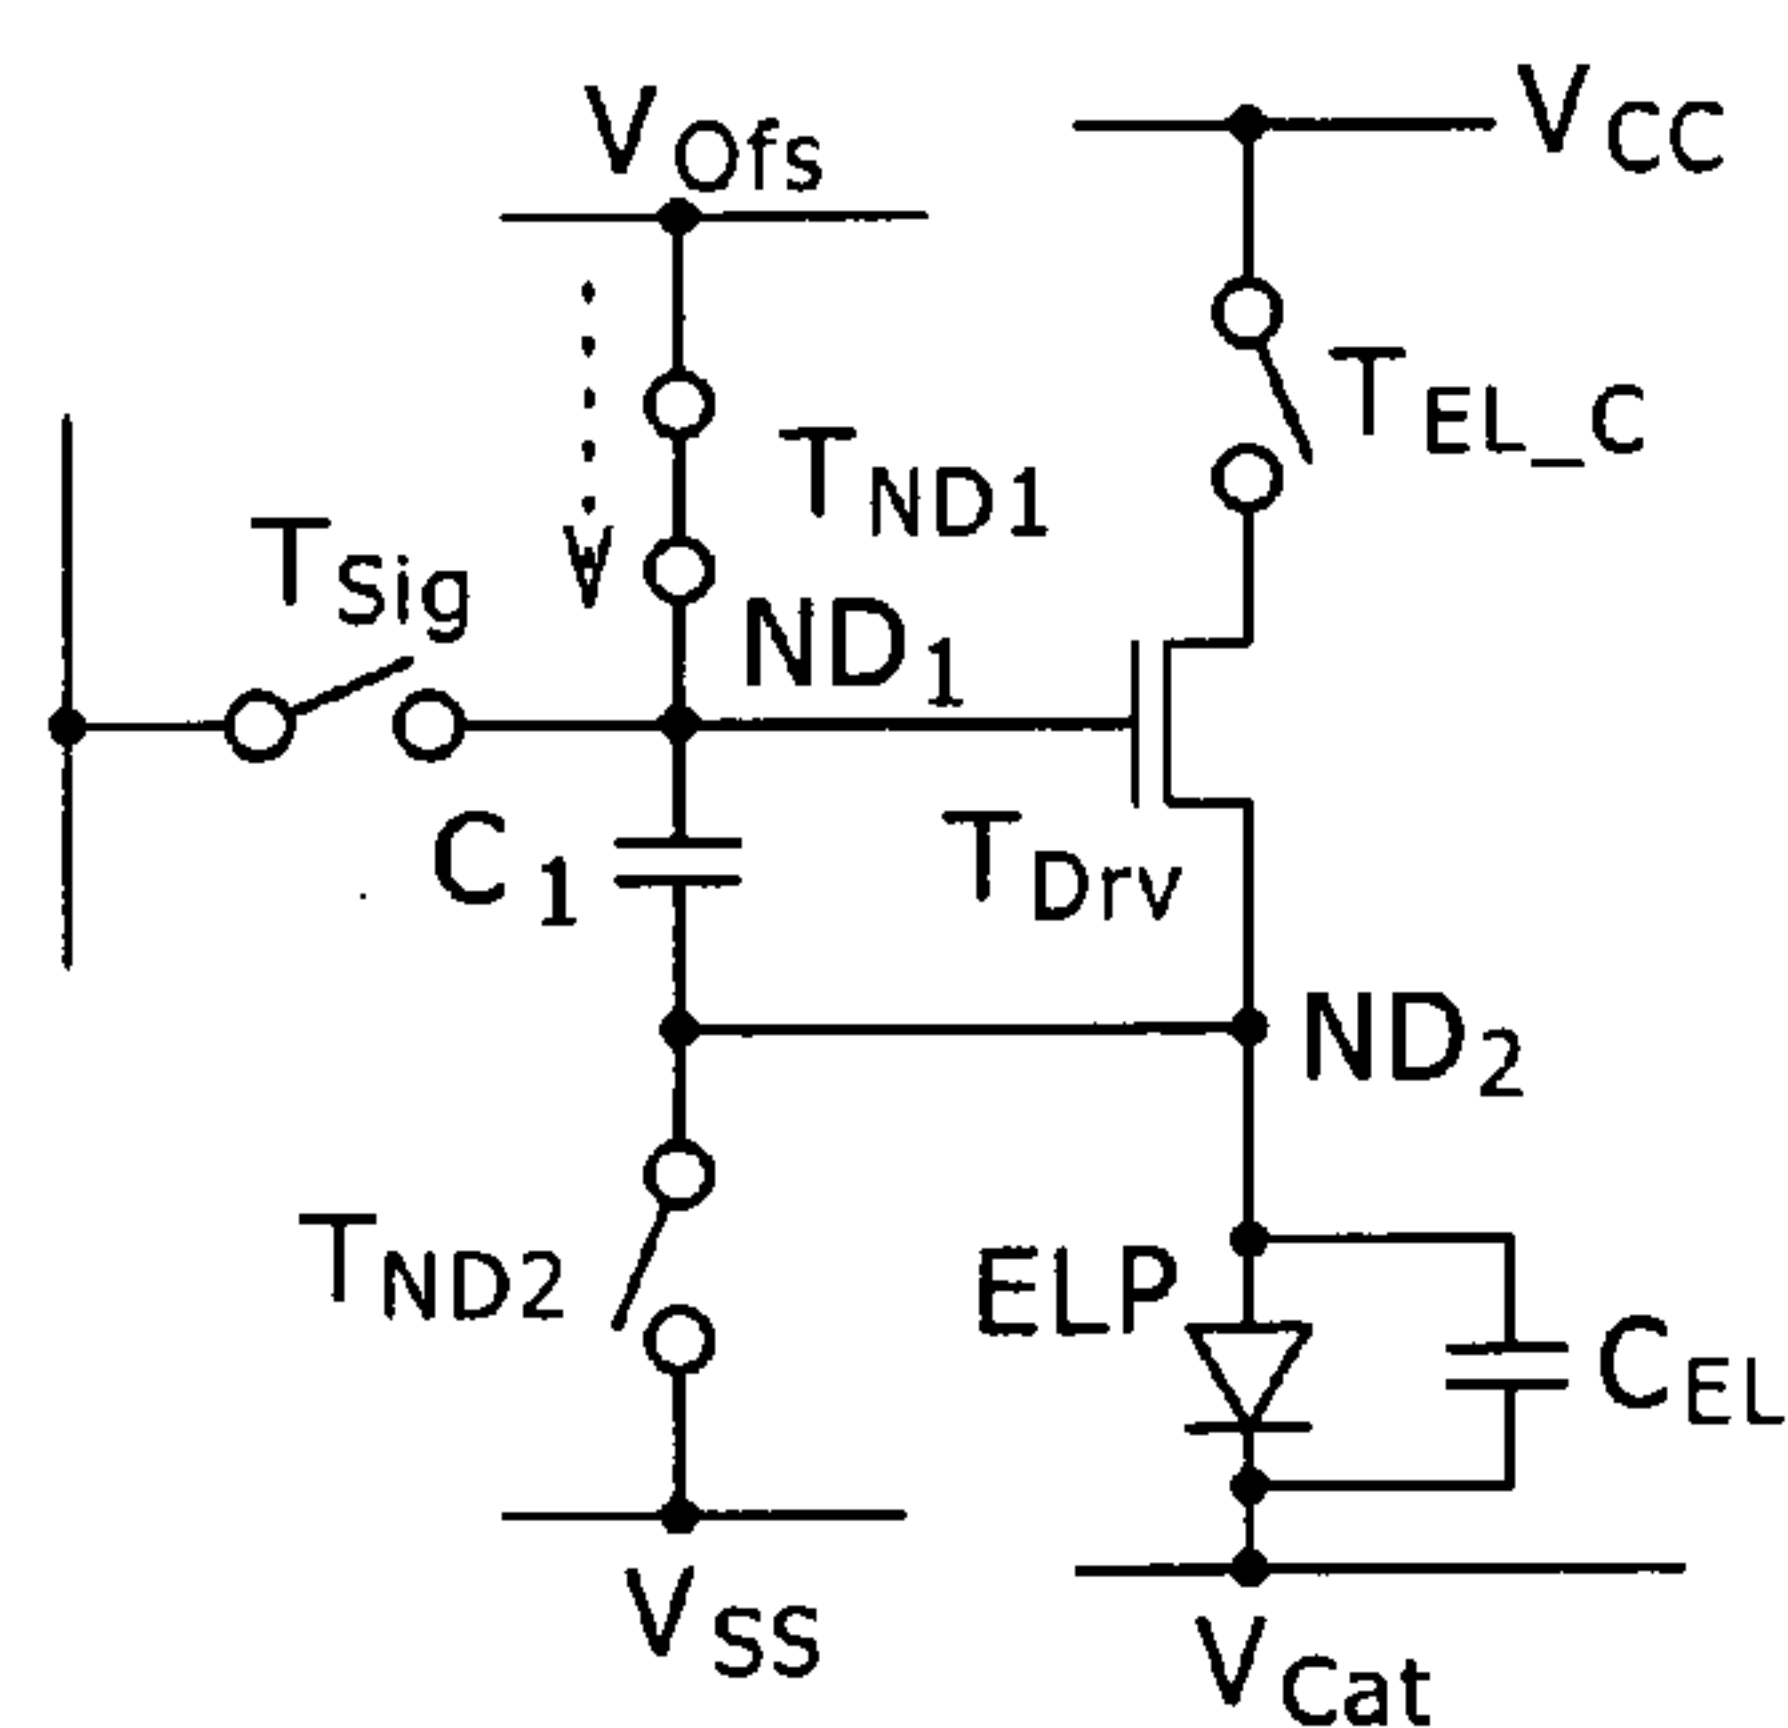 VOfs
VCC
TEL_C
TND1
TSig
ND1
C1
TDrv
ND2
TND2
ELP
CEL
VSS
VCat